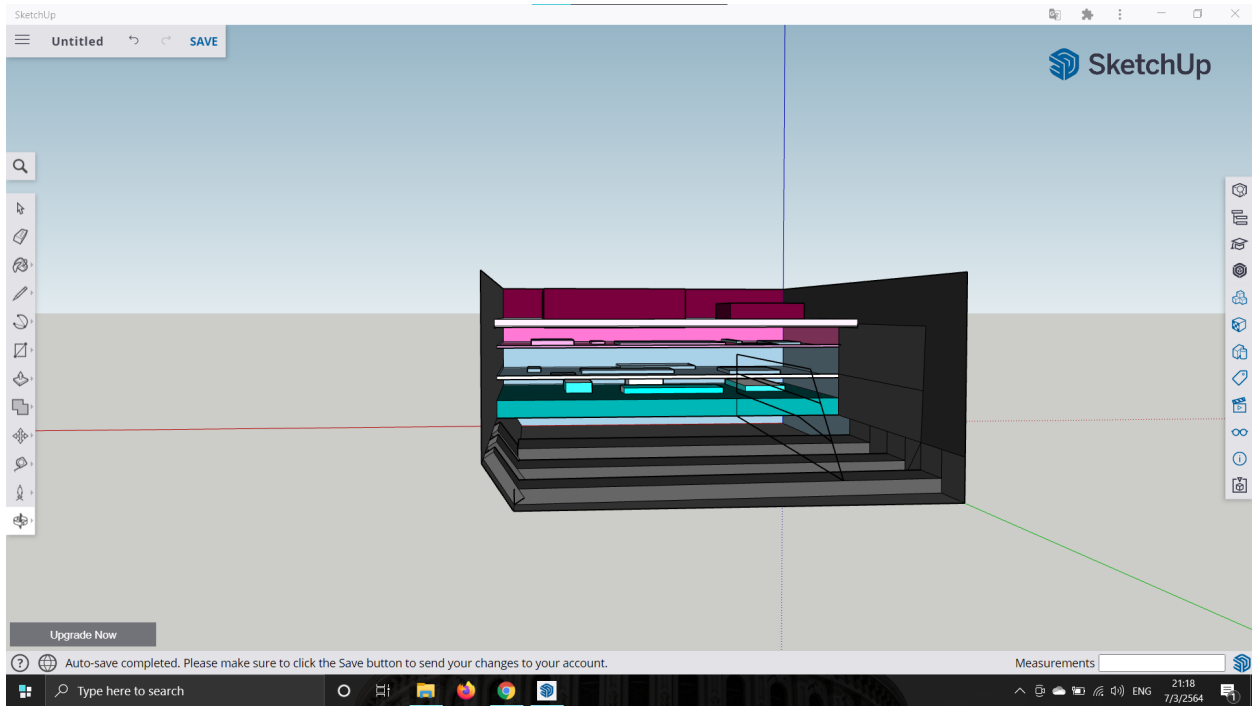 SketchUp
Untitled
SAVE
SketchUp
Upgrade Now
Auto-save completed. Please make sure to click the Save button to send your changes to your account.
Measurements
Type here to search
ENG
21:18
7/3/2564
1